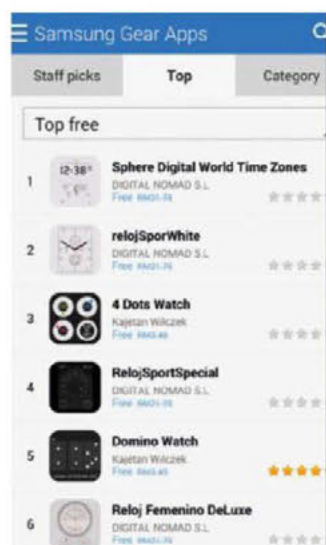 Samsung Gear Apps
Staff picks Top Category
Top free
1 12:38 Sphere Digital World Time Zones
DIGITAL NOMAD S.L
Free
2 relojSporWhite
DIGITAL NOMAD S.L
Free
3 4 Dots Watch
Kajetan Wilczek
Free
4 RelojSportSpecial
DIGITAL NOMAD S.L
Free
5 Domino Watch
Kajetan Wilczek
Free
6 Reloj Femenino DeLuxe
DIGITAL NOMAD S.L
Free